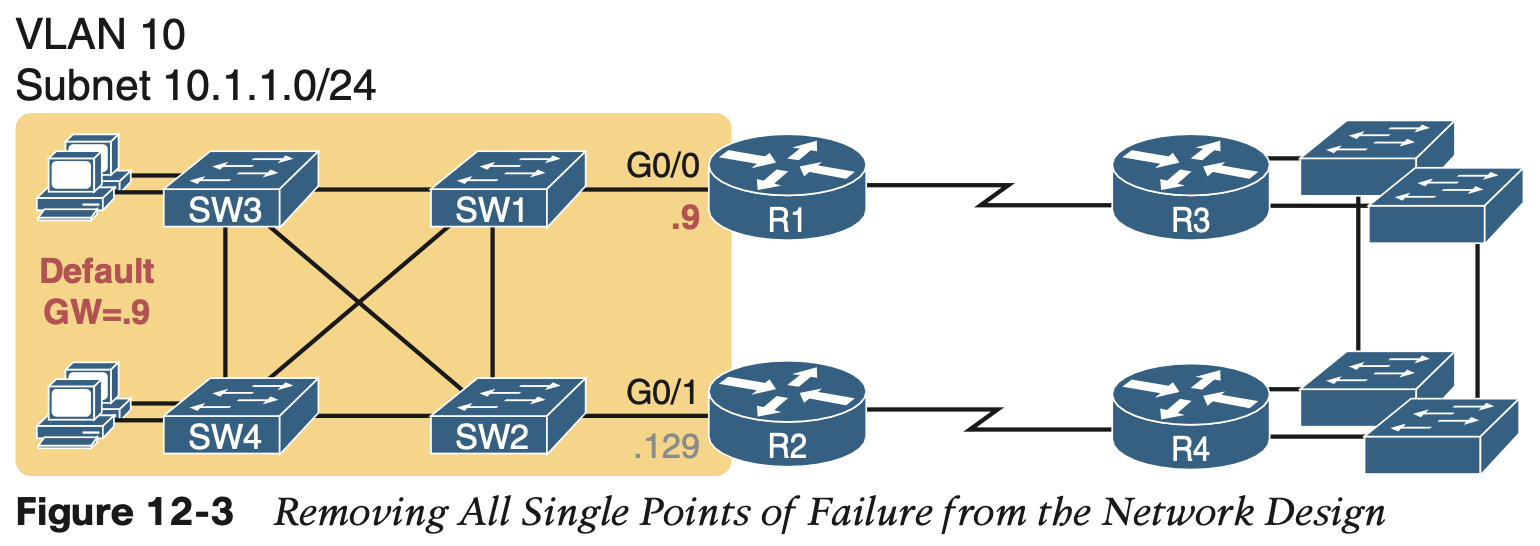 VLAN 10
Subnet 10.1.1.0/24
SW3
SW1
G0/0
.9
R1
R3
Default
GW=.9
SW4
SW2
G0/1
.129
R2
R4
Figure 12-3 Removing All Single Points of Failure from the Network Design